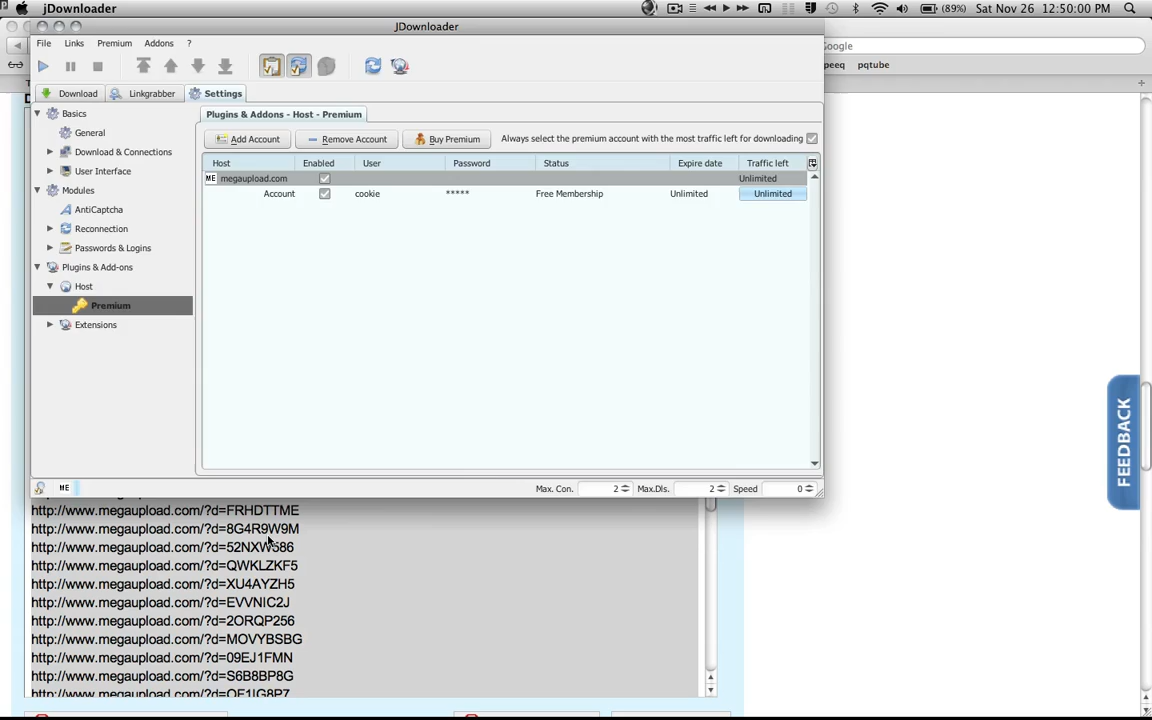 jDownloader
(89%) Sat Nov 26 12:50:00 PM
JDownloader
File Links Premium Addons ?
Google
peeq pqtube
Download Linkgrabber Settings
Basics
General
Download & Connections
User Interface
Modules
AntiCaptcha
Reconnection
Passwords & Logins
Plugins & Add-ons
Host
Premium
Extensions
Plugins & Addons - Host - Premium
Add Account Remove Account Buy Premium Always select the premium account with the most traffic left for downloading
Host Enabled User Password Status Expire date Traffic left
ME megaupload.com Unlimited
Account cookie ***** Free Membership Unlimited Unlimited
ME Max. Con. 2 Max.Dls. 2 Speed 0
FEEDBACK
http://www.megaupload.com/?d=FRHDTTME
http://www.megaupload.com/?d=8G4R9W9M
http://www.megaupload.com/?d=52NXW586
http://www.megaupload.com/?d=QWKLZKF5
http://www.megaupload.com/?d=XU4AYZH5
http://www.megaupload.com/?d=EVVNIC2J
http://www.megaupload.com/?d=2ORQP256
http://www.megaupload.com/?d=MOVYBSBG
http://www.megaupload.com/?d=09EJ1FMN
http://www.megaupload.com/?d=S6B8BP8G